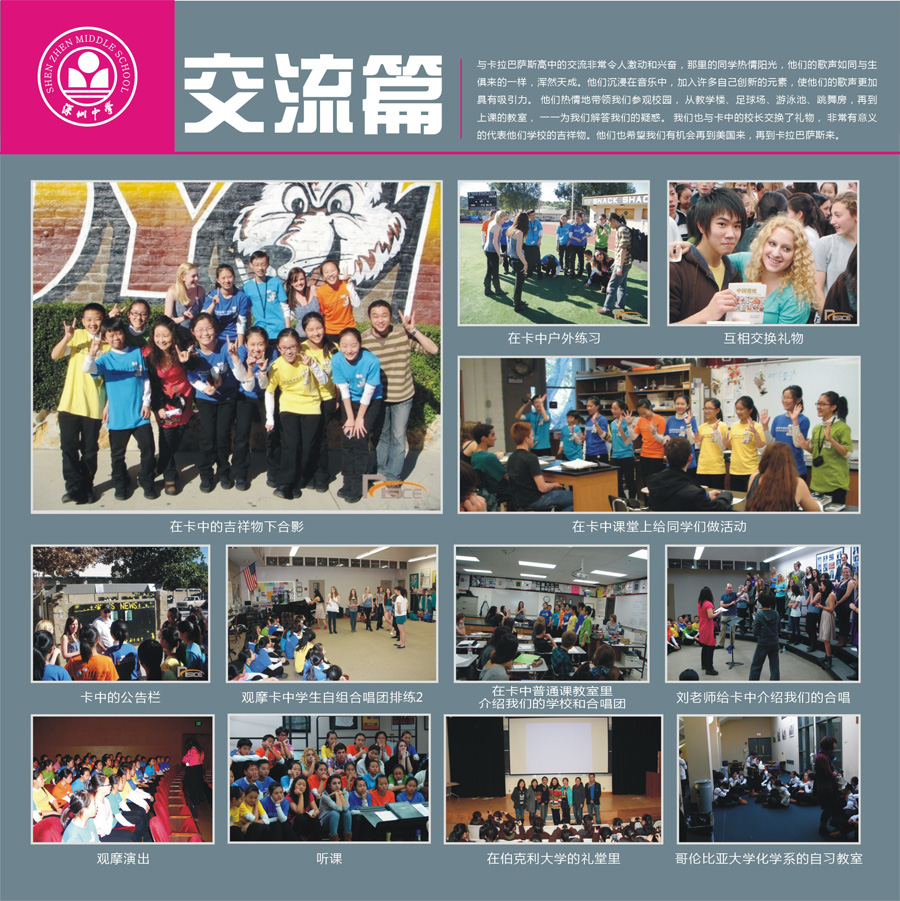 SHEN ZHEN MIDDLE SCHOOL
深圳中学
交流篇
与卡拉巴萨斯高中的交流非常令人激动和兴奋，那里的同学热情阳光，他们的歌声如同与生
俱来的一样，浑然天成。他们沉浸在音乐中，加入许多自己创新的元素，使他们的歌声更加
具有吸引力。 他们热情地带领我们参观校园， 从教学楼、足球场、游泳池、跳舞房，再到
上课的教室， 一一为我们解答我们的疑惑。 我们也与卡中的校长交换了礼物， 非常有意义
的代表他们学校的吉祥物。他们也希望我们有机会再到美国来，再到卡拉巴萨斯来。
SNACK SHAC
在卡中户外练习
互相交换礼物
在卡中的吉祥物下合影
在卡中课堂上给同学们做活动
NEWS
卡中的公告栏
观摩卡中学生自组合唱团排练2
在卡中普通课教室里
介绍我们的学校和合唱团
刘老师给卡中介绍我们的合唱
观摩演出
听课
在伯克利大学的礼堂里
哥伦比亚大学化学系的自习教室